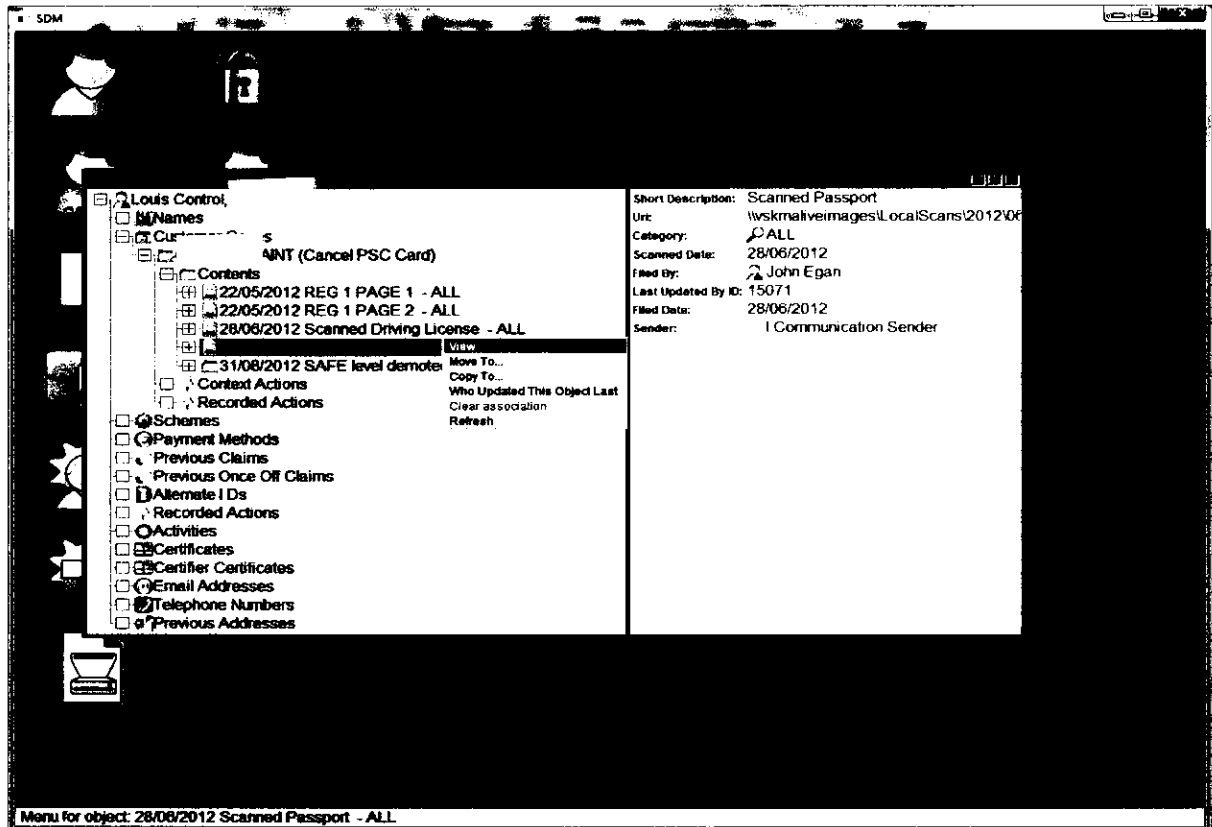 SDM
Louis Control,
Names
Customer Cases
AINT (Cancel PSC Card)
Contents
22/05/2012 REG 1 PAGE 1 - ALL
22/05/2012 REG 1 PAGE 2 - ALL
28/06/2012 Scanned Driving License - ALL
31/08/2012 SAFE level demoted
Context Actions
Recorded Actions
Schemes
Payment Methods
Previous Claims
Previous Once Off Claims
Alternate IDs
Recorded Actions
Activities
Certificates
Certifier Certificates
Email Addresses
Telephone Numbers
Previous Addresses
View
Move To...
Copy To...
Who Updated This Object Last
Clear association
Refresh
Short Description: Scanned Passport
Url: \\vskmaliveimages\LocalScans\2012\06
Category: ALL
Scanned Date: 28/06/2012
Filed By: John Egan
Last Updated By ID: 15071
Filed Date: 28/06/2012
Sender: l Communication Sender
Menu for object: 28/06/2012 Scanned Passport - ALL